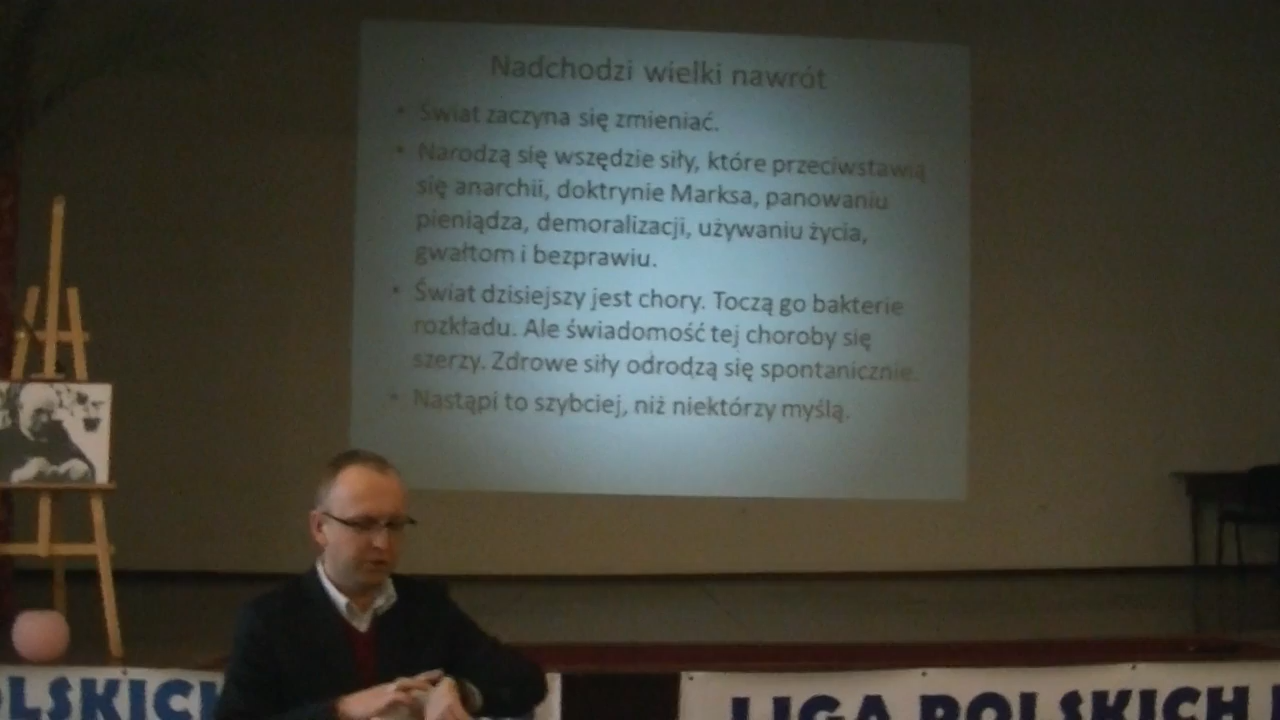 Nadchodzi wielki nawrót
• Świat zaczyna się zmieniać.
• Narodzą się wszędzie siły, które przeciwstawią
się anarchii, doktrynie Marksa, panowaniu
pieniądza, demoralizacji, używaniu życia,
gwałtom i bezprawiu.
• Świat dzisiejszy jest chory. Toczą go bakterie
rozkładu. Ale świadomość tej choroby się
szerzy. Zdrowe siły odrodzą się spontanicznie.
• Nastąpi to szybciej, niż niektórzy myślą.
OLSKICH
LIGA POLSKICH